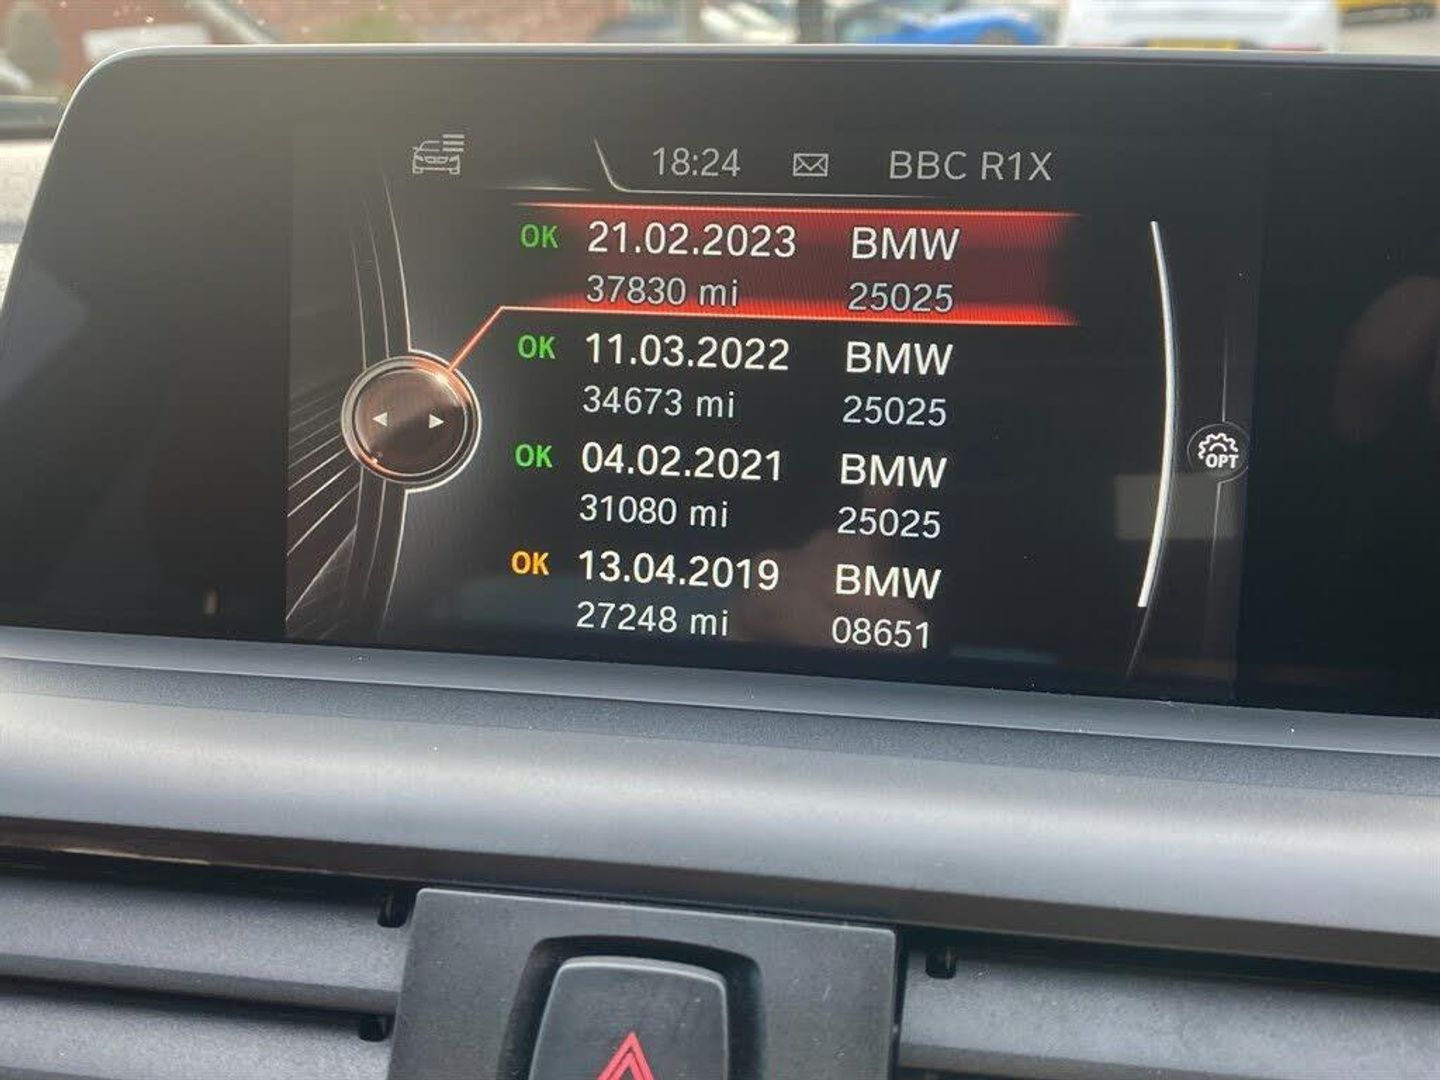 18:24 BBC R1X
OK 21.02.2023 BMW
37830 mi 25025
OK 11.03.2022 BMW
34673 mi 25025
OK 04.02.2021 BMW
31080 mi 25025
OPT
OK 13.04.2019 BMW
27248 mi 08651